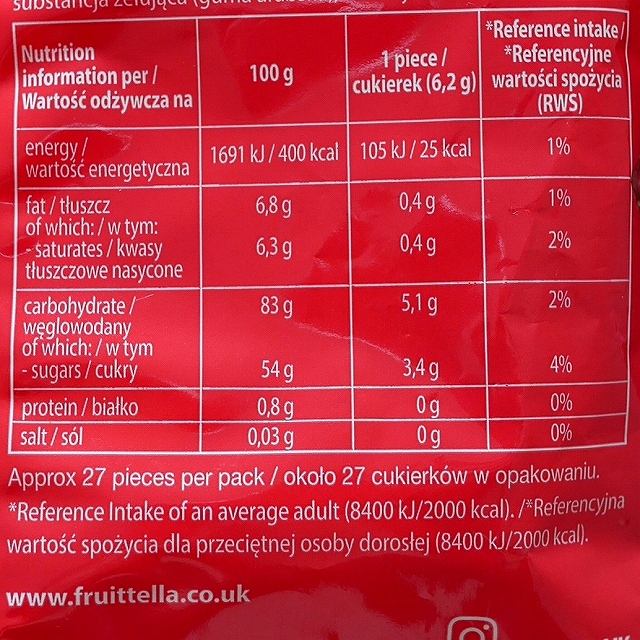 substancja żelująca (guma
Nutrition
information per /
Wartość odżywcza na
100 g
1 piece /
cukierek (6,2 g)
*Reference intake /
*Referencyjne
wartości spożycia
(RWS)
energy /
wartość energetyczna
1691 kJ / 400 kcal
105 kJ / 25 kcal
1%
fat / tłuszcz
6,8 g
0,4 g
1%
of which: / w tym:
- saturates / kwasy
tłuszczowe nasycone
6,3 g
0,4 g
2%
carbohydrate /
węglowodany
83 g
5,1 g
2%
of which: / w tym
- sugars / cukry
54 g
3,4 g
4%
protein / białko
0,8 g
0 g
0%
salt / sól
0,03 g
0 g
0%
Approx 27 pieces per pack / około 27 cukierków w opakowaniu.
*Reference Intake of an average adult (8400 kJ/2000 kcal). /*Referencyjna
wartość spożycia dla przeciętnej osoby dorosłej (8400 kJ/2000 kcal).
www.fruittella.co.uk